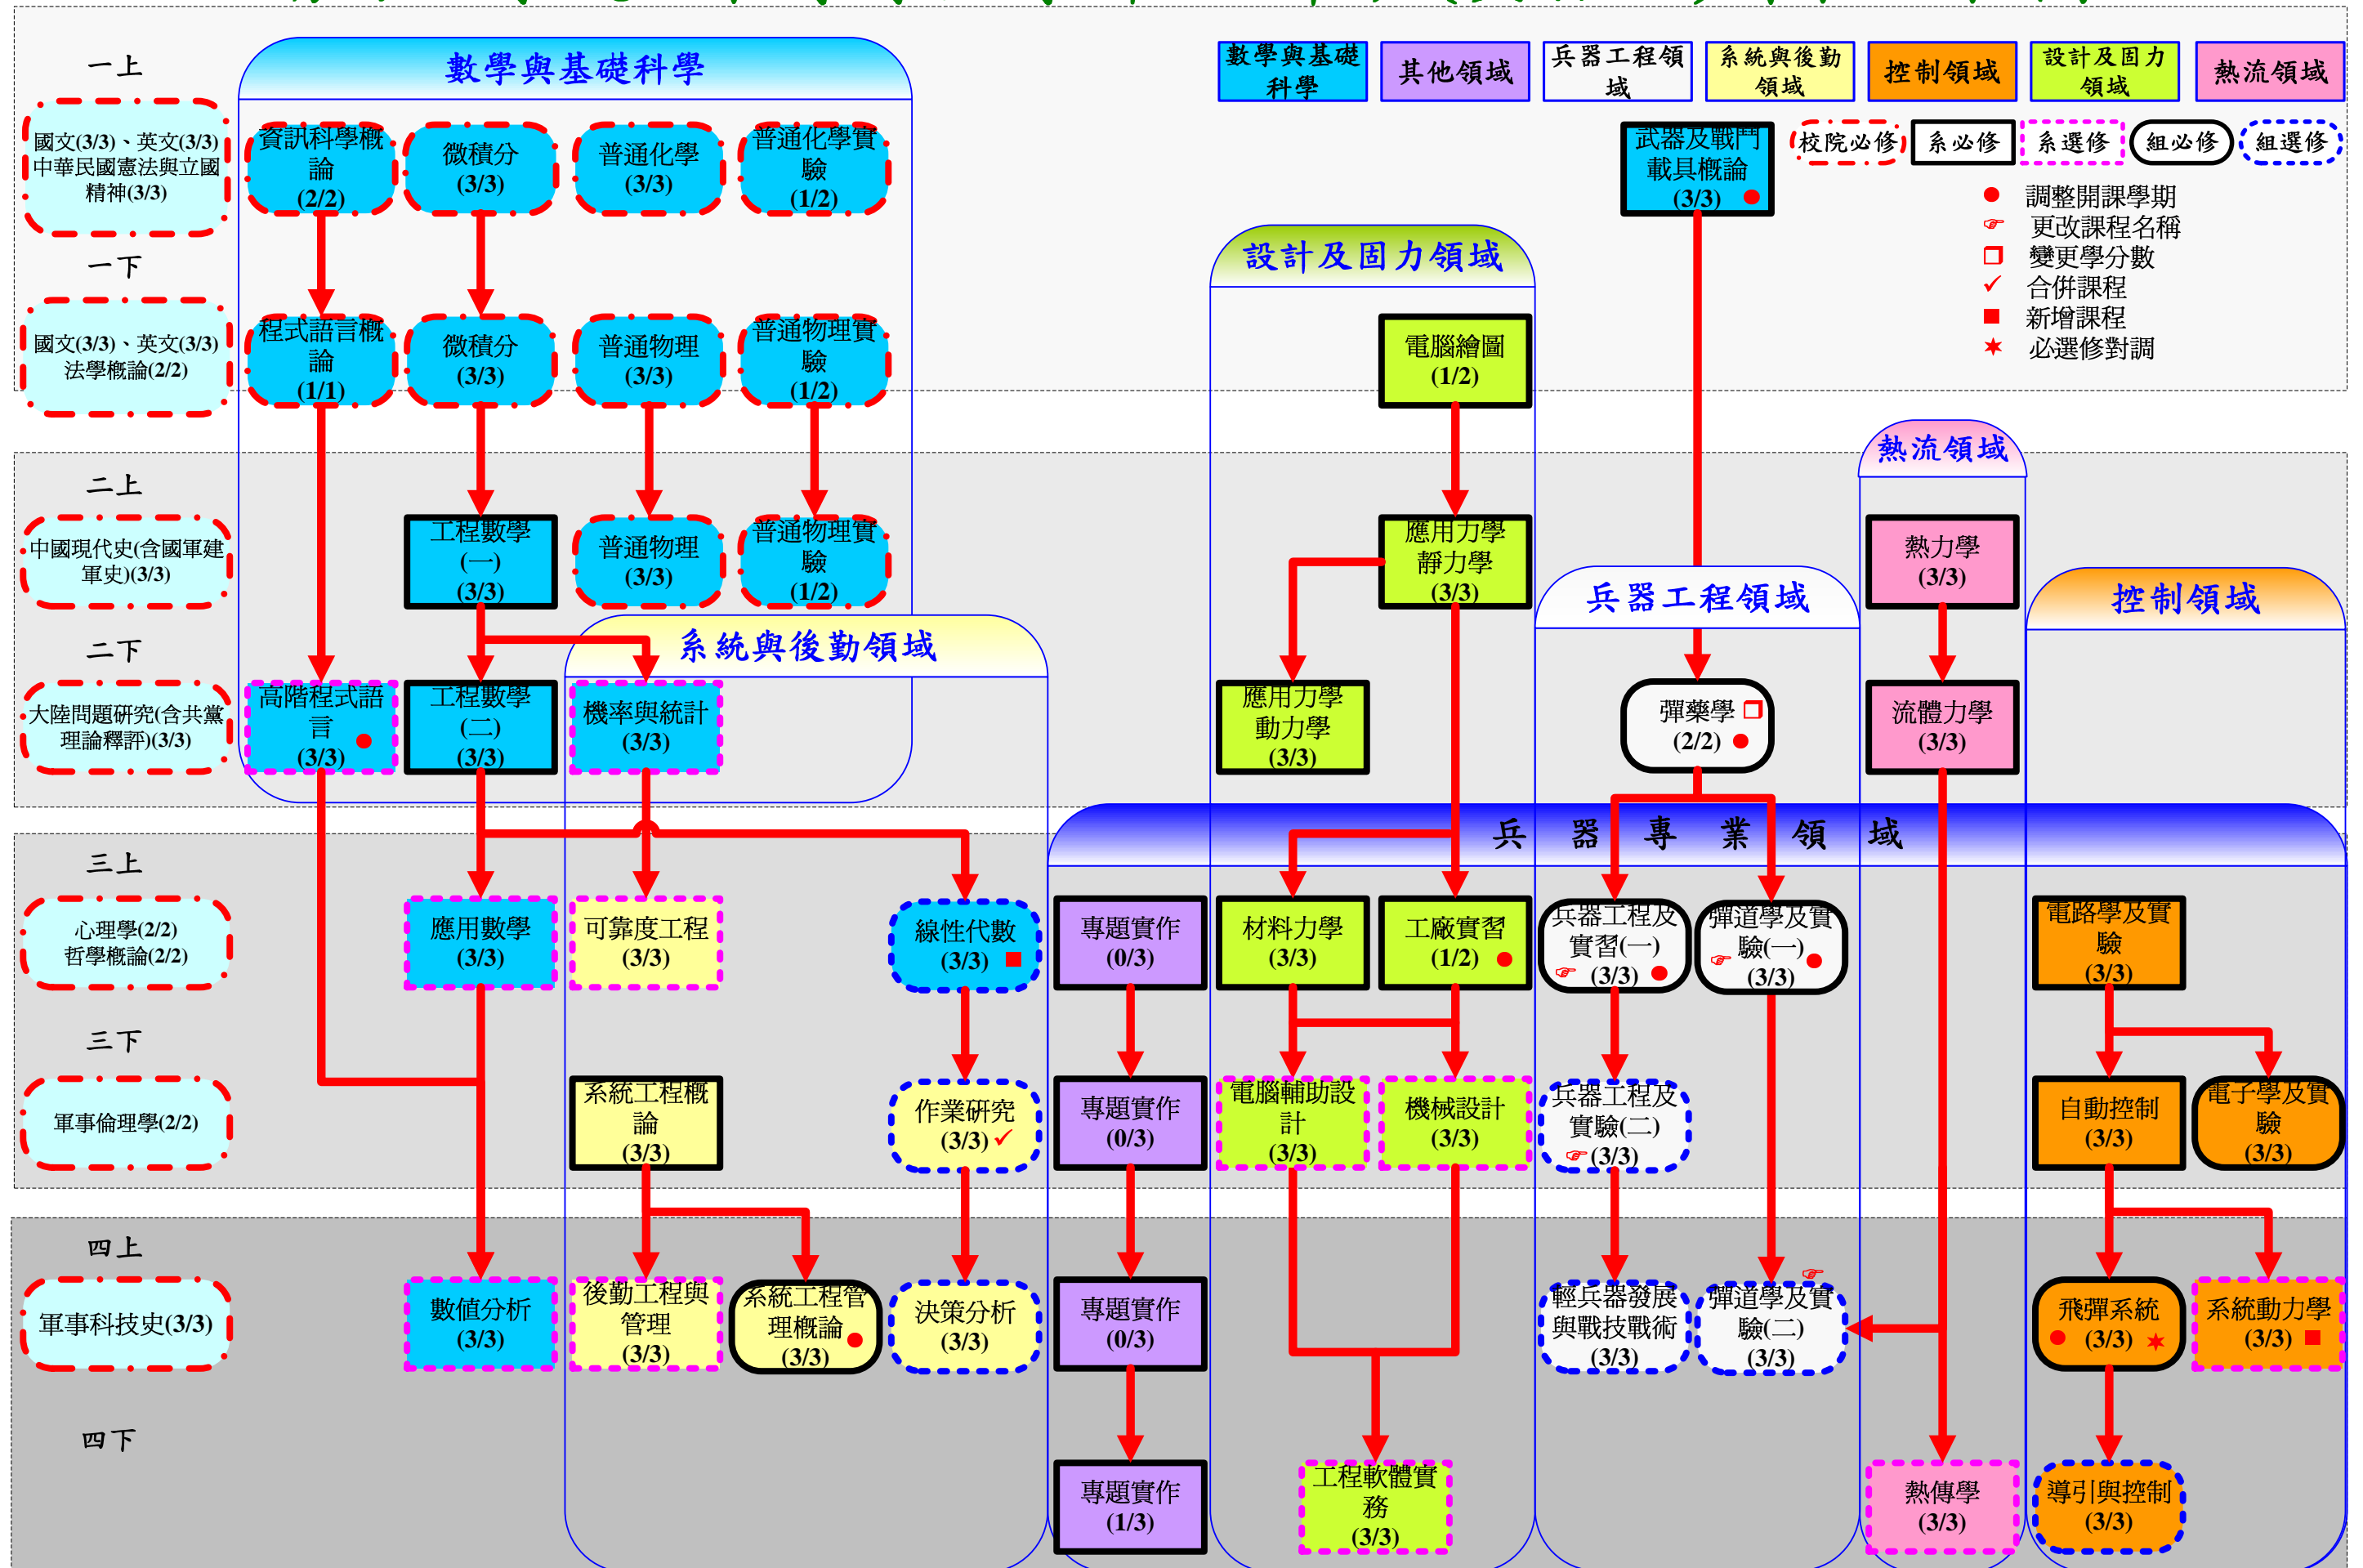 數學與基礎科學
數學與基礎
科學
其他領域
兵器工程領
域
系統與後勤
領域
控制領域
設計及固力
領域
熱流領域
校院必修
系必修
系選修
組必修
組選修
調整開課學期
更改課程名稱
變更學分數
合併課程
新增課程
必選修對調
一上
國文(3/3)、英文(3/3)
中華民國憲法與立國
精神(3/3)
資訊科學概
論
(2/2)
微積分
(3/3)
普通化學
(3/3)
普通化學實
驗
(1/2)
武器及戰鬥
載具概論
(3/3)
設計及固力領域
一下
國文(3/3)、英文(3/3)
法學概論(2/2)
程式語言概
論
(1/1)
微積分
(3/3)
普通物理
(3/3)
普通物理實
驗
(1/2)
電腦繪圖
(1/2)
熱流領域
二上
中國現代史(含國軍建
軍史)(3/3)
工程數學
(一)
(3/3)
普通物理
(3/3)
普通物理實
驗
(1/2)
應用力學
靜力學
(3/3)
熱力學
(3/3)
兵器工程領域
控制領域
系統與後勤領域
二下
大陸問題研究(含共黨
理論釋評)(3/3)
高階程式語
言
(3/3)
工程數學
(二)
(3/3)
機率與統計
(3/3)
應用力學
動力學
(3/3)
彈藥學
(2/2)
流體力學
(3/3)
兵器專業領域
三上
心理學(2/2)
哲學概論(2/2)
應用數學
(3/3)
可靠度工程
(3/3)
線性代數
(3/3)
專題實作
(0/3)
材料力學
(3/3)
工廠實習
(1/2)
兵器工程及
實習(一)
(3/3)
彈道學及實
驗(一)
(3/3)
電路學及實
驗
(3/3)
三下
軍事倫理學(2/2)
系統工程概
論
(3/3)
作業研究
(3/3)
專題實作
(0/3)
電腦輔助設
計
(3/3)
機械設計
(3/3)
兵器工程及
實驗(二)
(3/3)
自動控制
(3/3)
電子學及實
驗
(3/3)
四上
軍事科技史(3/3)
數值分析
(3/3)
後勤工程與
管理
(3/3)
系統工程管
理概論
(3/3)
決策分析
(3/3)
專題實作
(0/3)
輕兵器發展
與戰技戰術
(3/3)
彈道學及實
驗(二)
(3/3)
飛彈系統
(3/3)
系統動力學
(3/3)
四下
專題實作
(1/3)
工程軟體實
務
(3/3)
熱傳學
(3/3)
導引與控制
(3/3)